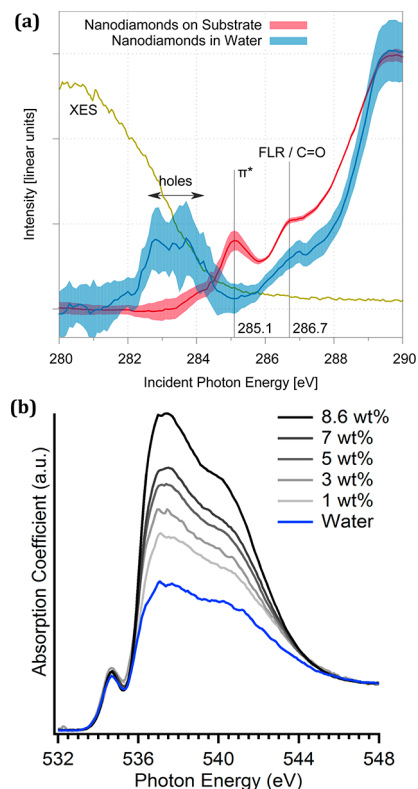 (a)
Nanodiamonds on Substrate
Nanodiamonds in Water
XES
FLR / C=O
π*
holes
285.1
286.7
Intensity [linear units]
280 282 284 286 288 290
Incident Photon Energy [eV]
(b)
8.6 wt%
7 wt%
5 wt%
3 wt%
1 wt%
Water
Absorption Coefficient (a.u.)
532 536 540 544 548
Photon Energy (eV)